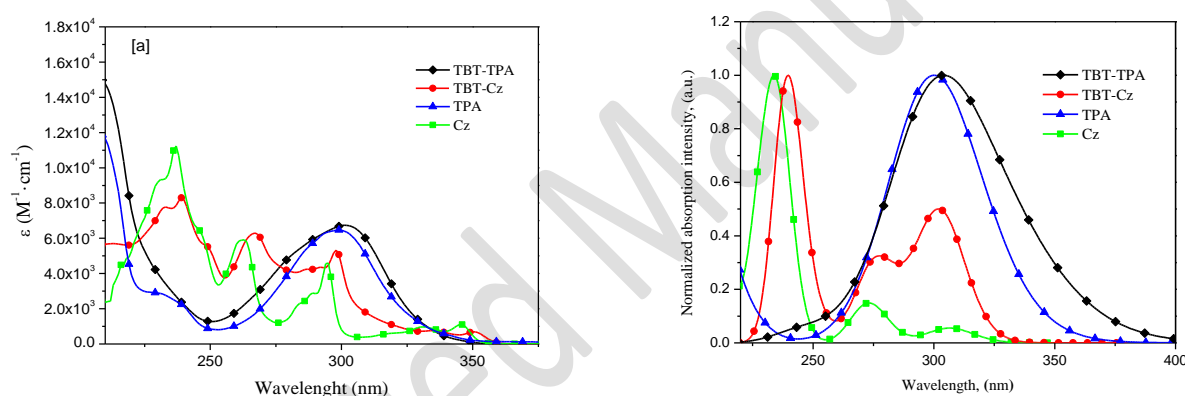 [a]
TBT-TPA
TBT-Cz
TPA
Cz
1.8x10⁴
1.6x10⁴
1.4x10⁴
1.2x10⁴
1.0x10⁴
8.0x10³
6.0x10³
4.0x10³
2.0x10³
0.0
ε (M⁻¹·cm⁻¹)
250
300
350
Wavelenght (nm)
TBT-TPA
TBT-Cz
TPA
Cz
1.2
1.0
0.8
0.6
0.4
0.2
0.0
Normalized absorption intensity, (a.u.)
250
300
350
400
Wavelength, (nm)
ed Manu